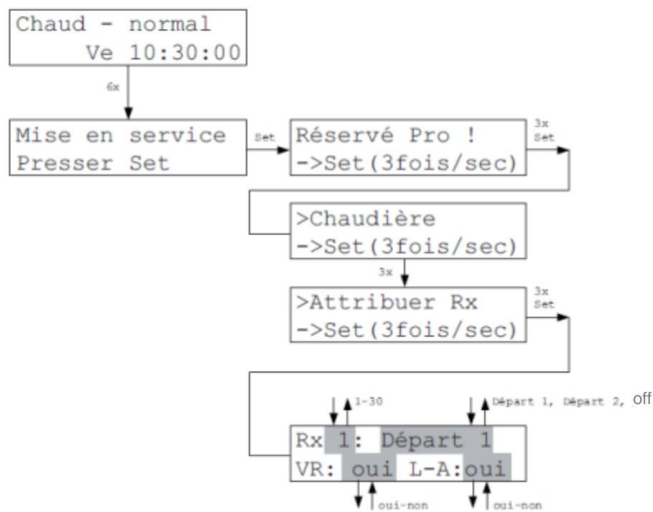 Chaud - normal
Ve 10:30:00
6x
Mise en service
Presser Set
Set
Réservé Pro !
->Set(3fois/sec)
3x
Set
>Chaudière
->Set(3fois/sec)
3x
>Attribuer Rx
->Set(3fois/sec)
3x
Set
1-30
Départ 1, Départ 2, off
Rx 1: Départ 1
VR: oui L-A:oui
oui-non
oui-non